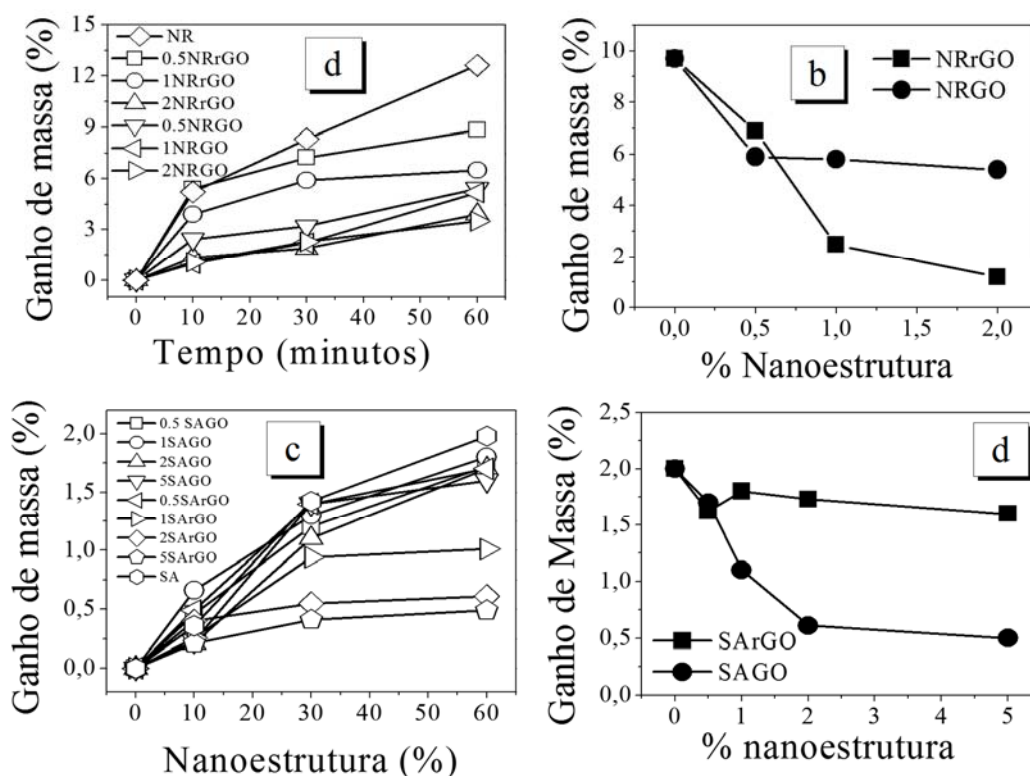 Ganho de massa (%)
15
12
9
6
3
0
NR
0.5NRrGO
1NRrGO
2NRrGO
0.5NRGO
1NRGO
2NRGO
d
0 10 20 30 40 50 60
Tempo (minutos)
Ganho de massa (%)
10
8
6
4
2
0
b
NRrGO
NRGO
0,0 0,5 1,0 1,5 2,0
% Nanoestrutura
Ganho de massa (%)
2,0
1,5
1,0
0,5
0,0
0.5 SAGO
1SAGO
2SAGO
5SAGO
0.5SArGO
1SArGO
2SArGO
5SArGO
SA
c
0 10 20 30 40 50 60
Nanoestrutura (%)
Ganho de Massa (%)
2,5
2,0
1,5
1,0
0,5
0,0
d
SArGO
SAGO
0 1 2 3 4 5
% nanoestrutura